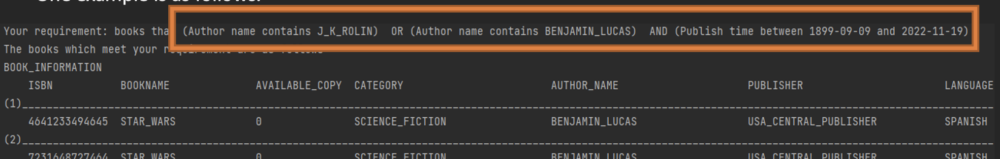 One example is as follows:
Your requirement: books tha (Author name contains J_K_ROLIN) OR (Author name contains BENJAMIN_LUCAS) AND (Publish time between 1899-09-09 and 2022-11-19)
The books which meet your requirement are as follows
BOOK_INFORMATION
ISBN BOOKNAME AVAILABLE_COPY CATEGORY AUTHOR_NAME PUBLISHER LANGUAGE
(1)
4641233494645 STAR_WARS 0 SCIENCE_FICTION BENJAMIN_LUCAS USA_CENTRAL_PUBLISHER SPANISH
(2)
7231648727464 STAR_WARS 0 SCIENCE_FICTION BENJAMIN_LUCAS USA_CENTRAL_PUBLISHER SPANISH